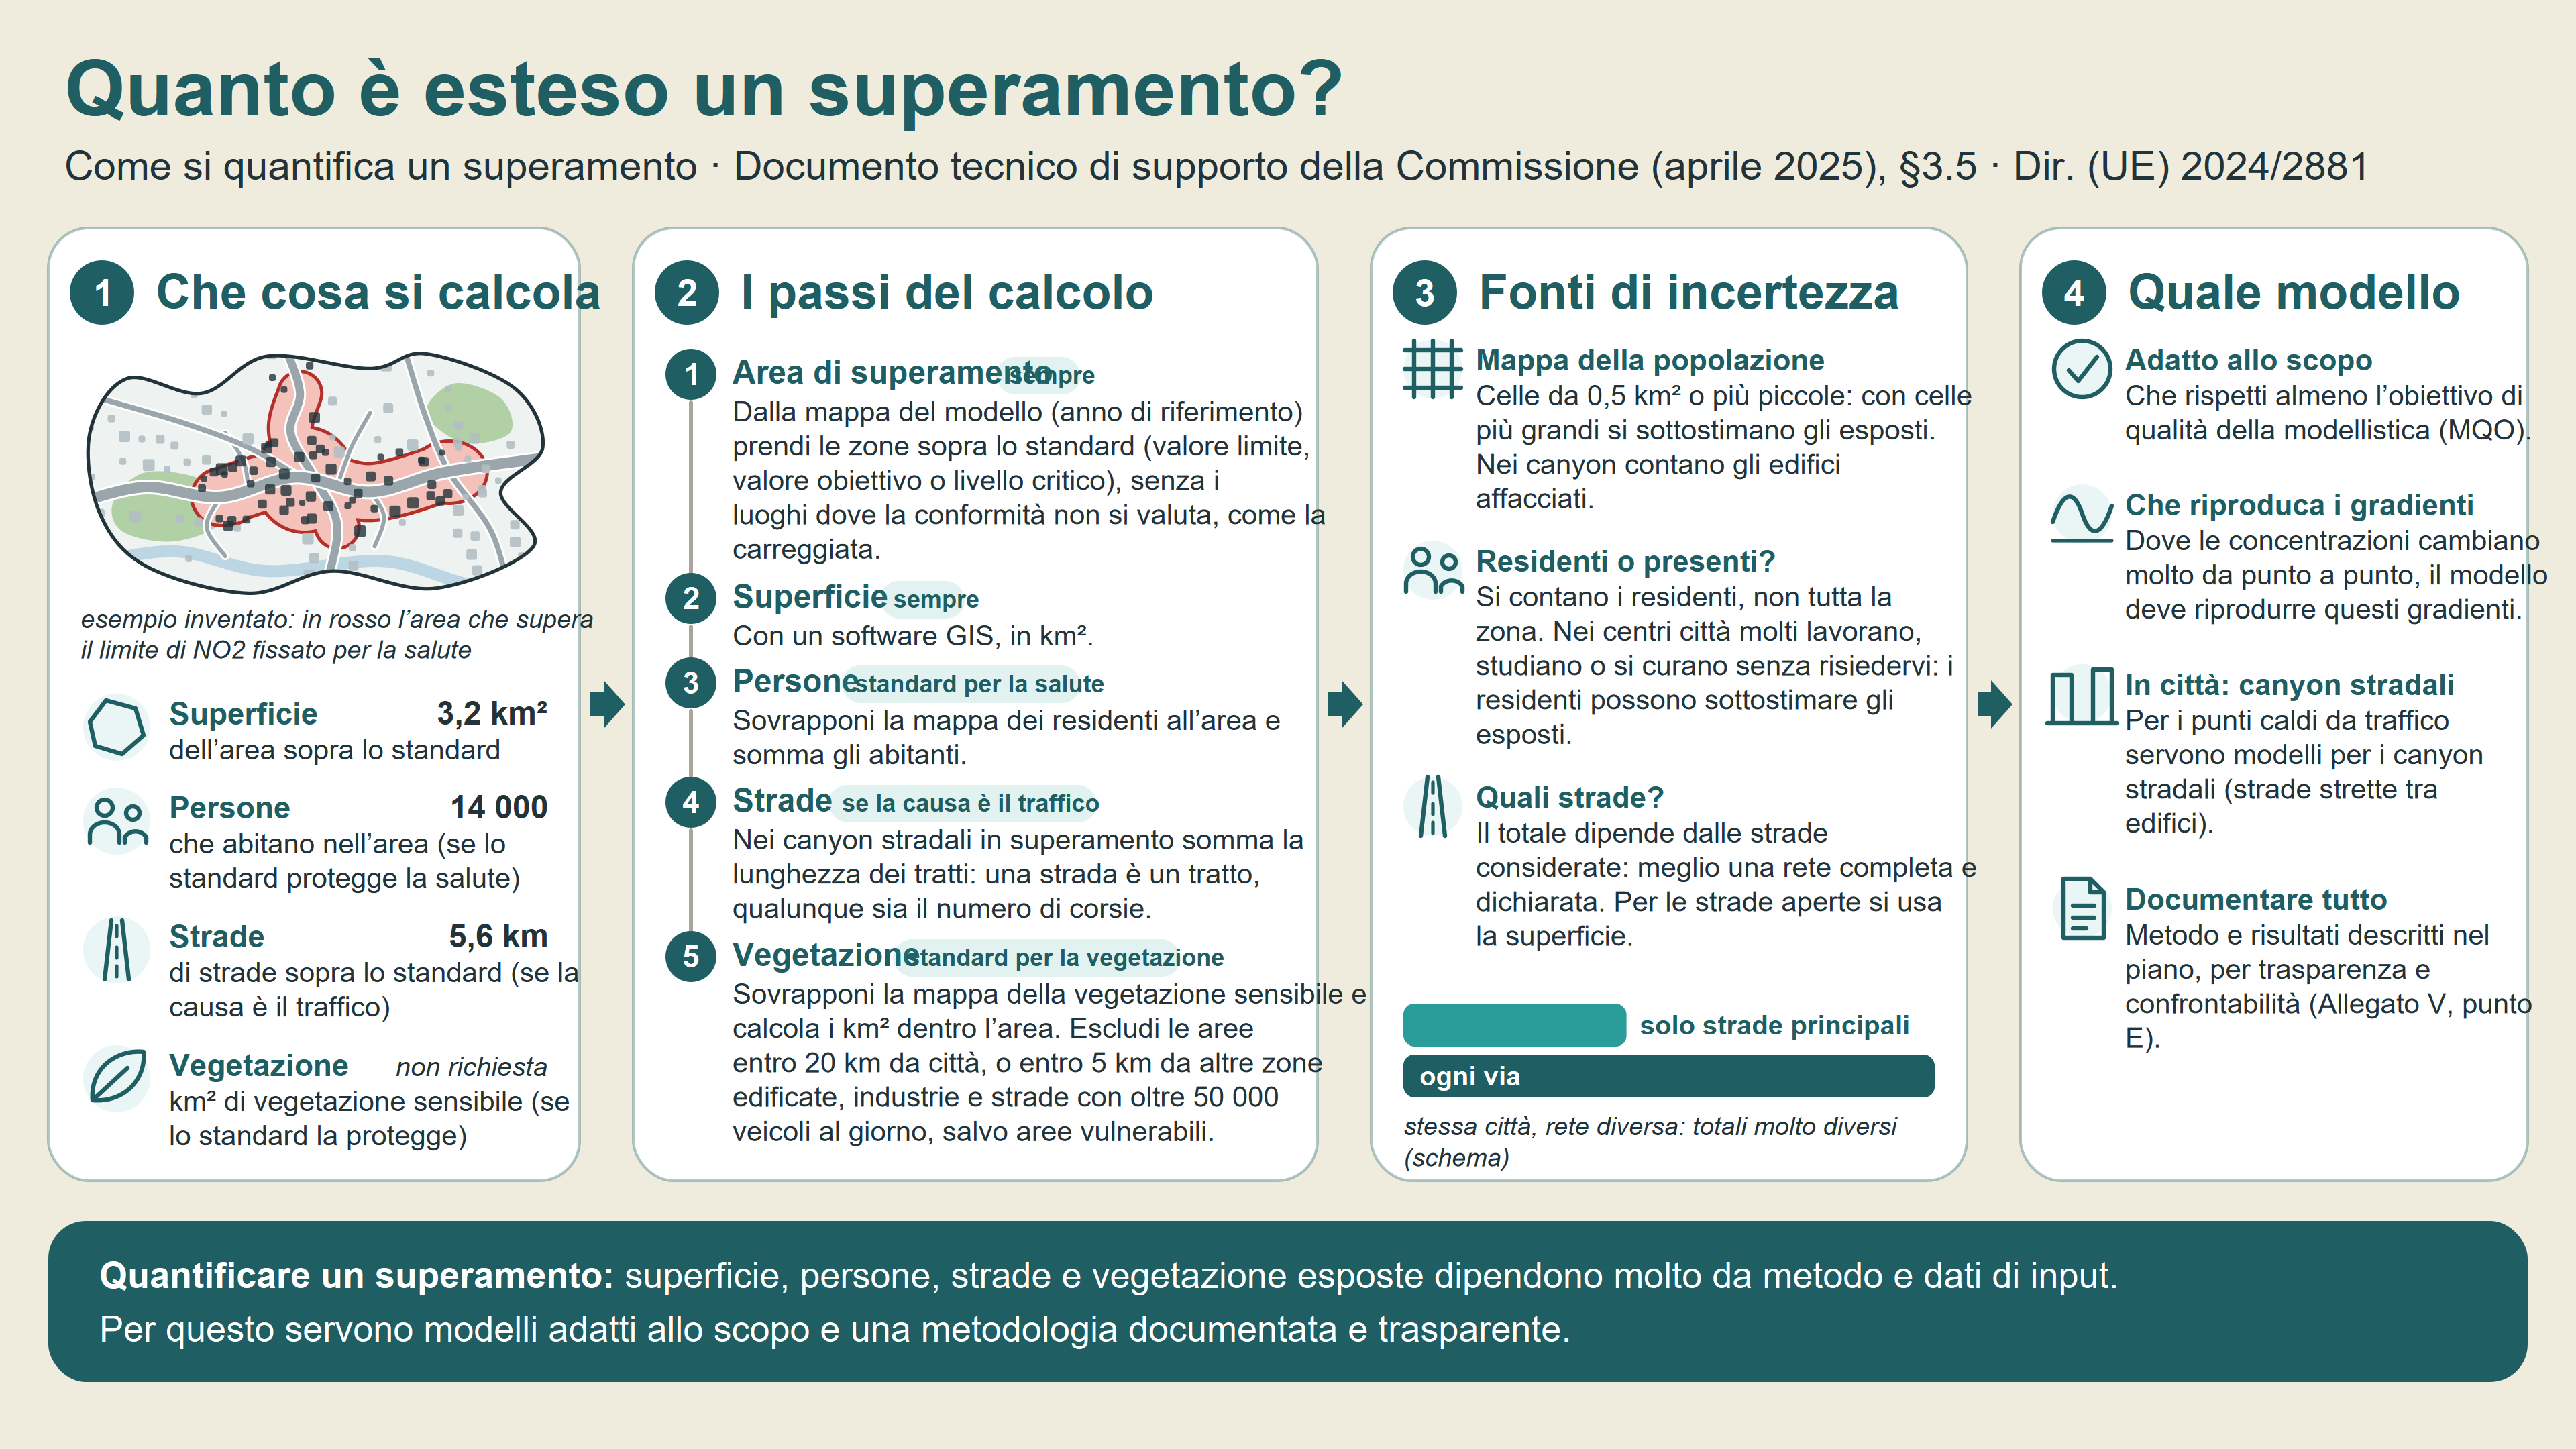 Quanto è esteso un superamento?
Come si quantifica un superamento · Documento tecnico di supporto della Commissione (aprile 2025), §3.5 · Dir. (UE) 2024/2881
1 Che cosa si calcola
esempio inventato: in rosso l’area che supera
il limite di NO2 fissato per la salute
Superficie 3,2 km²
dell’area sopra lo standard
Persone 14 000
che abitano nell’area (se lo
standard protegge la salute)
Strade 5,6 km
di strade sopra lo standard (se la
causa è il traffico)
Vegetazione non richiesta
km² di vegetazione sensibile (se
lo standard la protegge)
2 I passi del calcolo
1 Area di superamento sempre
Dalla mappa del modello (anno di riferimento)
prendi le zone sopra lo standard (valore limite,
valore obiettivo o livello critico), senza i
luoghi dove la conformità non si valuta, come la
carreggiata.
2 Superficie sempre
Con un software GIS, in km².
3 Persone standard per la salute
Sovrapponi la mappa dei residenti all’area e
somma gli abitanti.
4 Strade se la causa è il traffico
Nei canyon stradali in superamento somma la
lunghezza dei tratti: una strada è un tratto,
qualunque sia il numero di corsie.
5 Vegetazione standard per la vegetazione
Sovrapponi la mappa della vegetazione sensibile e
calcola i km² dentro l’area. Escludi le aree
entro 20 km da città, o entro 5 km da altre zone
edificate, industrie e strade con oltre 50 000
veicoli al giorno, salvo aree vulnerabili.
3 Fonti di incertezza
Mappa della popolazione
Celle da 0,5 km² o più piccole: con celle
più grandi si sottostimano gli esposti.
Nei canyon contano gli edifici
affacciati.
Residenti o presenti?
Si contano i residenti, non tutta la
zona. Nei centri città molti lavorano,
studiano o si curano senza risiedervi: i
residenti possono sottostimare gli
esposti.
Quali strade?
Il totale dipende dalle strade
considerate: meglio una rete completa e
dichiarata. Per le strade aperte si usa
la superficie.
solo strade principali
ogni via
stessa città, rete diversa: totali molto diversi
(schema)
4 Quale modello
Adatto allo scopo
Che rispetti almeno l’obiettivo di
qualità della modellistica (MQO).
Che riproduca i gradienti
Dove le concentrazioni cambiano
molto da punto a punto, il modello
deve riprodurre questi gradienti.
In città: canyon stradali
Per i punti caldi da traffico
servono modelli per i canyon
stradali (strade strette tra
edifici).
Documentare tutto
Metodo e risultati descritti nel
piano, per trasparenza e
confrontabilità (Allegato V, punto
E).
Quantificare un superamento: superficie, persone, strade e vegetazione esposte dipendono molto da metodo e dati di input.
Per questo servono modelli adatti allo scopo e una metodologia documentata e trasparente.